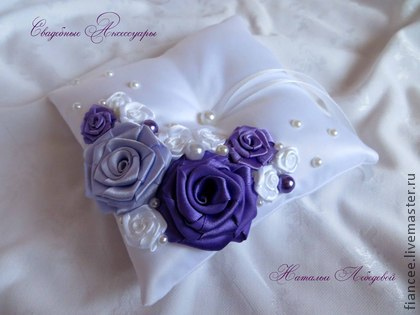 Свадебные Аксессуары
Натальи Лебедевой
fiancee.livemaster.ru